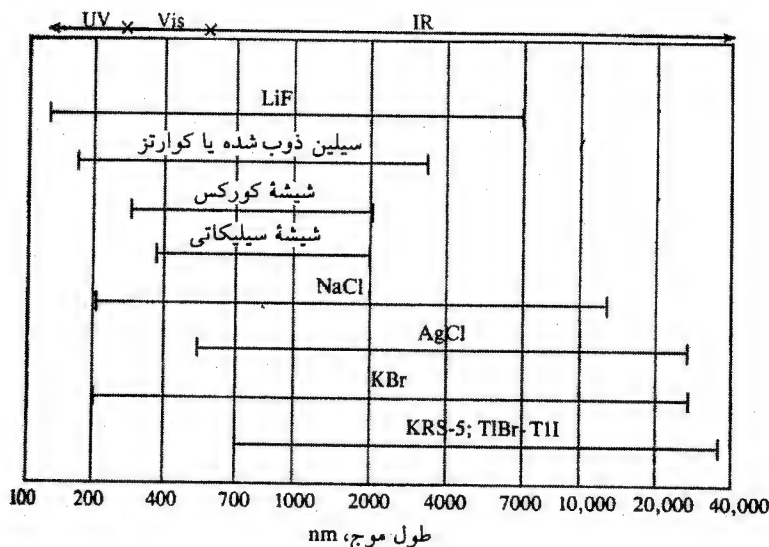 UV Vis IR
LiF
سیلین ذوب شده یا کوارتز
شیشهٔ کورکس
شیشهٔ سیلیکاتی
NaCl
AgCl
KBr
KRS-5; TlBr-TlI
100 200 400 700 1000 2000 4000 7000 10,000 20,000 40,000
طول موج، nm